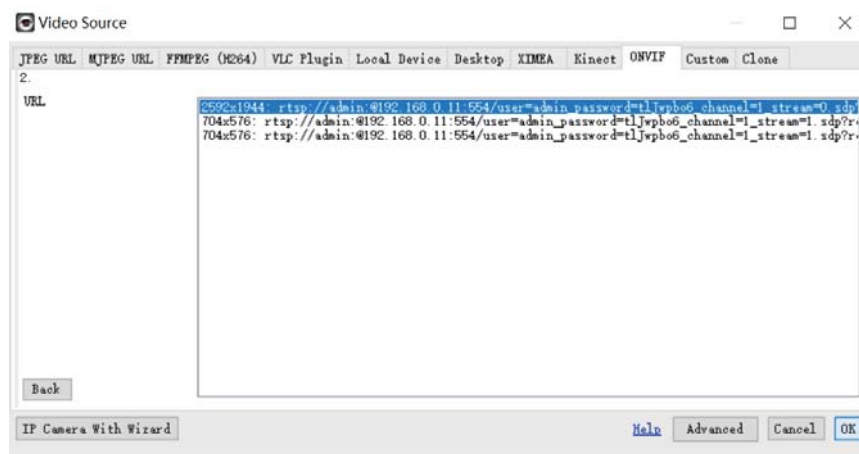 Video Source
JPEG URL MJPEG URL FFMPEG (H264) VLC Plugin Local Device Desktop XIMEA Kinect ONVIF Custom Clone
2.
URL
2592x1944: rtsp://admin:@192.168.0.11:554/user=admin_password=tlJwpbo6_channel=1_stream=0.sdp?
704x576: rtsp://admin:@192.168.0.11:554/user=admin_password=tlJwpbo6_channel=1_stream=1.sdp?r
704x576: rtsp://admin:@192.168.0.11:554/user=admin_password=tlJwpbo6_channel=1_stream=1.sdp?r
Back
IP Camera With Wizard Help Advanced Cancel OK